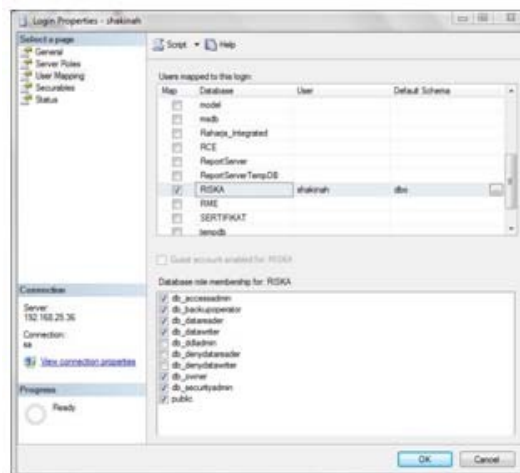 Login Properties - shakinah
Select a page
General
Server Roles
User Mapping
Securables
Status
Script
Help
Users mapped to this login:
Map Database User Default Schema
model
msdb
Raharja_Integrated
RCE
ReportServer
ReportServerTempDB
RISKA shakinah dbo ...
RME
SERTIFIKAT
tempdb
Guest account enabled for: RISKA
Database role membership for: RISKA
db_accessadmin
db_backupoperator
db_datareader
db_datawriter
db_ddladmin
db_denydatareader
db_denydatawriter
db_owner
db_securityadmin
public
Connection
Server:
192.168.25.36
Connection:
sa
View connection properties
Progress
Ready
OK
Cancel